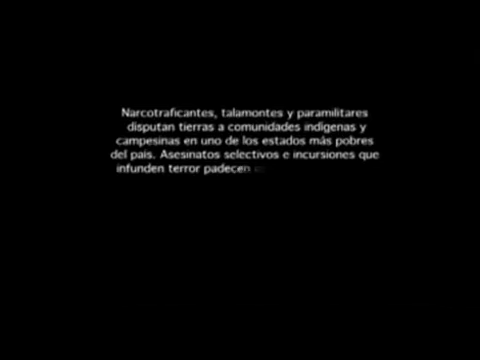 Narcotraficantes, talamontes y paramilitares
disputan tierras a comunidades indígenas y
campesinas en uno de los estados más pobres
del país. Asesinatos selectivos e incursiones que
infunden terror padecen